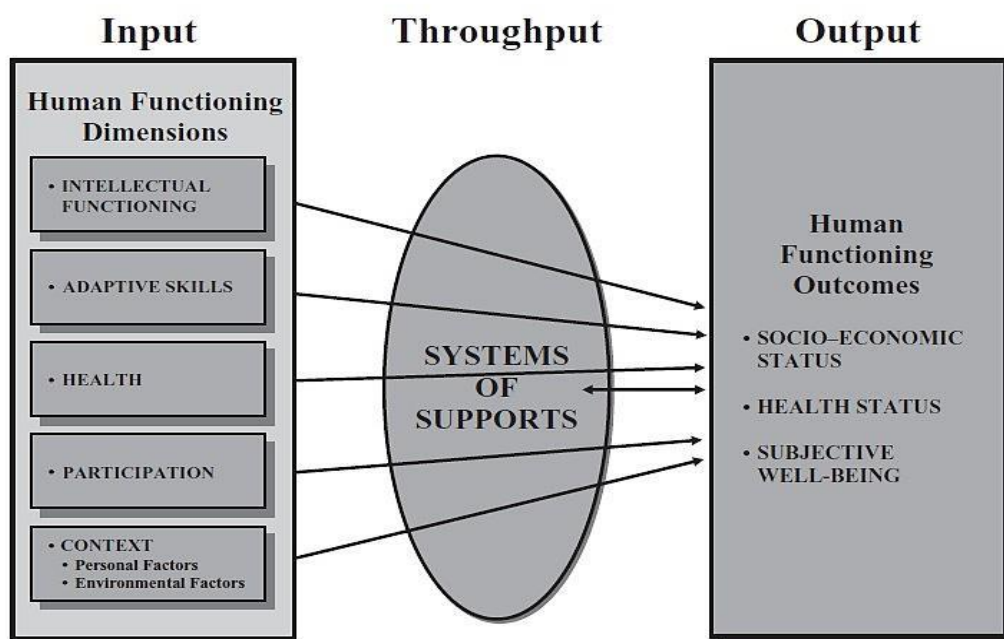 Input
Throughput
Output
Human Functioning
Dimensions
• INTELLECTUAL
FUNCTIONING
• ADAPTIVE SKILLS
• HEALTH
• PARTICIPATION
• CONTEXT
• Personal Factors
• Environmental Factors
SYSTEMS
OF
SUPPORTS
Human
Functioning
Outcomes
• SOCIO–ECONOMIC
STATUS
• HEALTH STATUS
• SUBJECTIVE
WELL-BEING